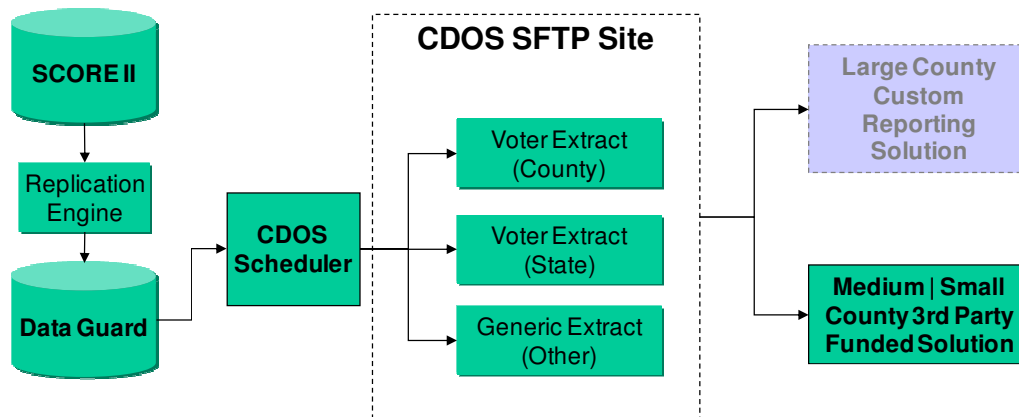 SCORE II
Replication
Engine
Data Guard
CDOS
Scheduler
CDOS SFTP Site
Voter Extract
(County)
Voter Extract
(State)
Generic Extract
(Other)
Large County
Custom
Reporting
Solution
Medium | Small
County 3rd Party
Funded Solution